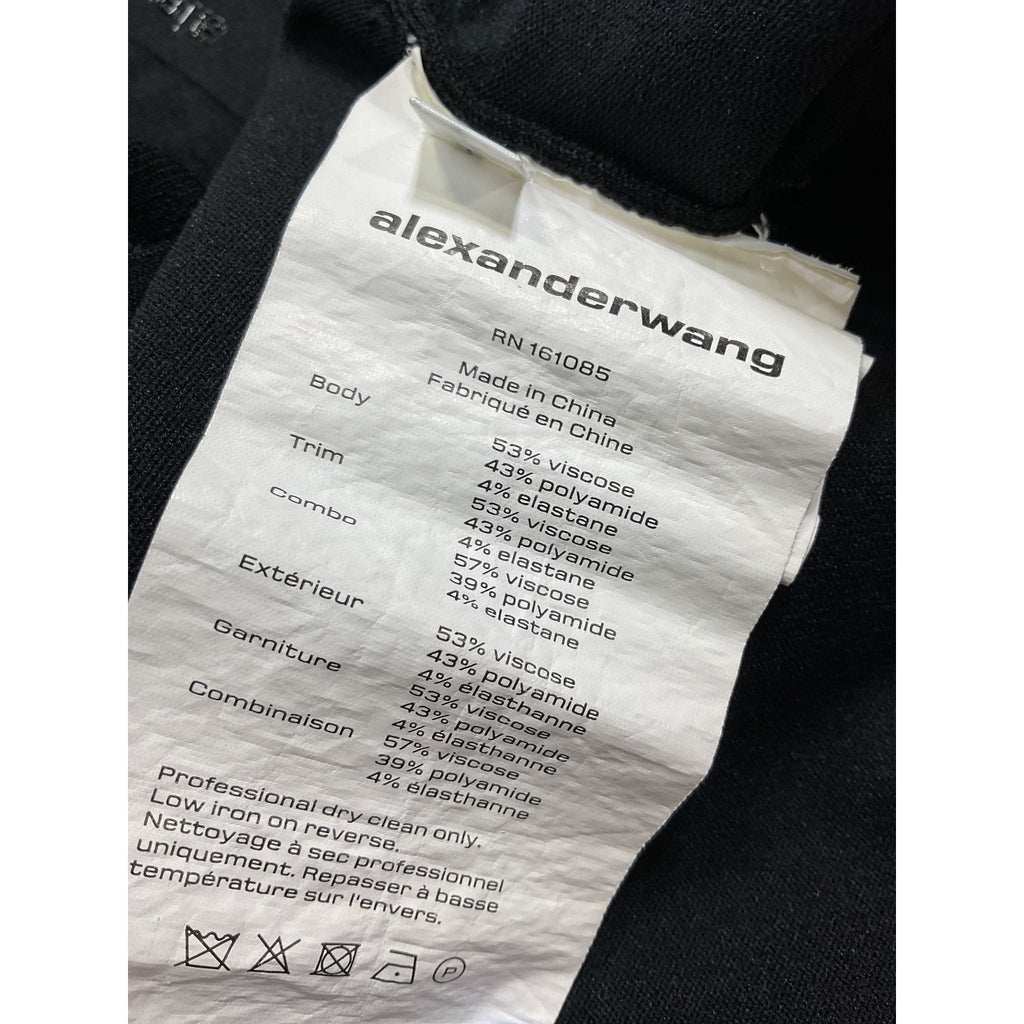 alexanderwang
RN 161085
Made in China
Fabriqué en Chine
Body
53% viscose
43% polyamide
4% elastane
Trim
53% viscose
43% polyamide
4% elastane
Combo
57% viscose
39% polyamide
4% elastane
Extérieur
53% viscose
43% polyamide
4% élasthanne
Garniture
53% viscose
43% polyamide
4% élasthanne
Combinaison
57% viscose
39% polyamide
4% élasthanne
Professional dry clean only.
Low iron on reverse.
Nettoyage à sec professionnel
uniquement. Repasser à basse
température sur l'envers.
P